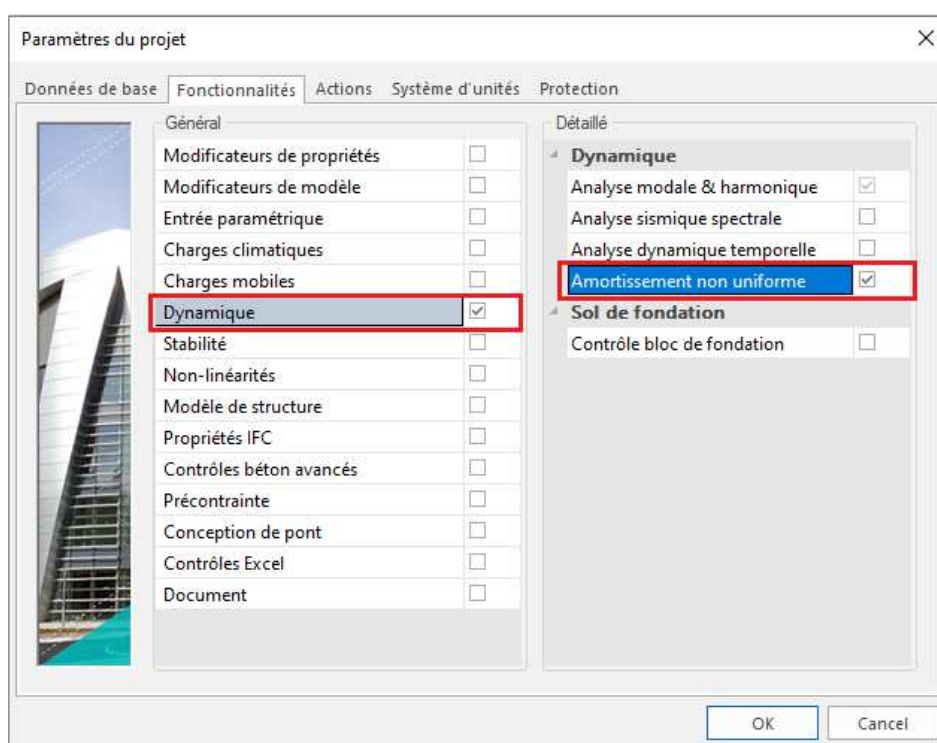 Paramètres du projet
Données de base Fonctionnalités Actions Système d'unités Protection
Général
Modificateurs de propriétés
Modificateurs de modèle
Entrée paramétrique
Charges climatiques
Charges mobiles
Dynamique
Stabilité
Non-linéarités
Modèle de structure
Propriétés IFC
Contrôles béton avancés
Précontrainte
Conception de pont
Contrôles Excel
Document
Détaillé
Dynamique
Analyse modale & harmonique
Analyse sismique spectrale
Analyse dynamique temporelle
Amortissement non uniforme
Sol de fondation
Contrôle bloc de fondation
OK Cancel